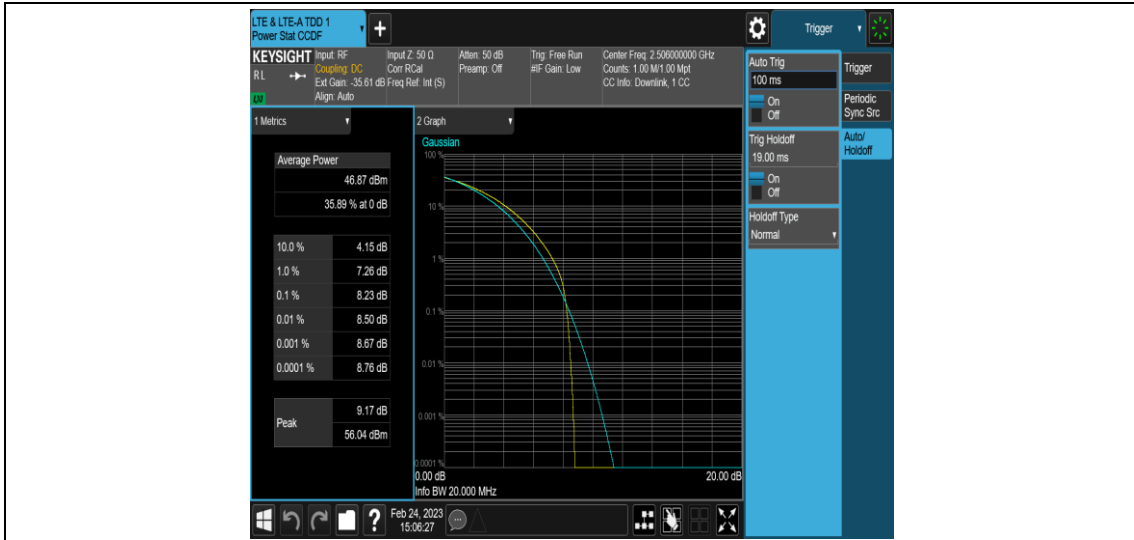 LTE & LTE-A TDD 1
Power Stat CCDF
Trigger
KEYSIGHT
R L
LXI
Input: RF
Coupling: DC
Ext Gain: -35.61 dB
Align: Auto
Input Z: 50 Ω
Corr RCal
Freq Ref: Int (S)
Atten: 50 dB
Preamp: Off
Trig: Free Run
#IF Gain: Low
Center Freq: 2.506000000 GHz
Counts: 1.00 M/1.00 Mpt
CC Info: Downlink, 1 CC
1 Metrics
Average Power
46.87 dBm
35.89 % at 0 dB
10.0 % 4.15 dB
1.0 % 7.26 dB
0.1 % 8.23 dB
0.01 % 8.50 dB
0.001 % 8.67 dB
0.0001 % 8.76 dB
Peak
9.17 dB
56.04 dBm
2 Graph
Gaussian
100 %
10 %
1 %
0.1 %
0.01 %
0.001 %
0.0001 %
0.00 dB 20.00 dB
Info BW 20.000 MHz
Auto Trig
100 ms
On
Off
Trig Holdoff
19.00 ms
On
Off
Holdoff Type
Normal
Trigger
Periodic
Sync Src
Auto/
Holdoff
?
Feb 24, 2023
15:06:27